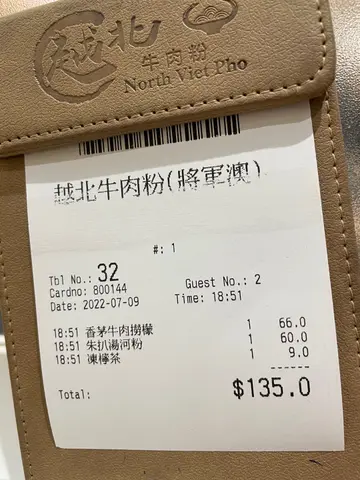 越北
牛肉粉
North Viet Pho
越北牛肉粉(將軍澳)
#: 1
Tbl No.: 32
Cardno: 800144
Guest No.: 2
Date: 2022-07-09
Time: 18:51
18:51 香茅牛肉撈檬 1 66.0
18:51 朱扒湯河粉 1 60.0
18:51 凍檸茶 1 9.0
------
Total: $135.0